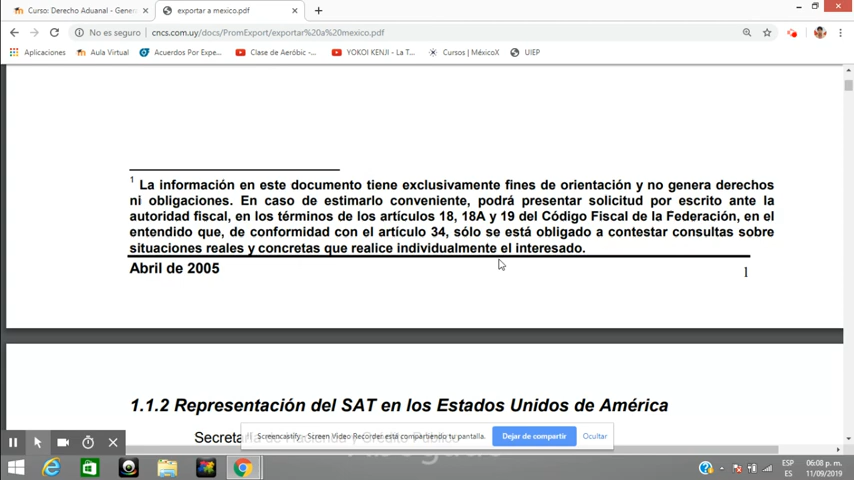 Curso: Derecho Aduanal - Gener
exportar a mexico.pdf
No es seguro
cncs.com.uy/docs/PromExport/exportar%20a%20mexico.pdf
Aplicaciones
Aula Virtual
Acuerdos Por Expe...
Clase de Aeróbic -...
YOKOI KENJI - La T...
Cursos | MéxicoX
UIEP
1 La información en este documento tiene exclusivamente fines de orientación y no genera derechos
ni obligaciones. En caso de estimarlo conveniente, podrá presentar solicitud por escrito ante la
autoridad fiscal, en los términos de los artículos 18, 18A y 19 del Código Fiscal de la Federación, en el
entendido que, de conformidad con el artículo 34, sólo se está obligado a contestar consultas sobre
situaciones reales y concretas que realice individualmente el interesado.
Abril de 2005
1
1.1.2 Representación del SAT en los Estados Unidos de América
Secreta
Screencastify - Screen Video Recorder está compartiendo tu pantalla.
Dejar de compartir
Ocultar
ESP
ES
06:08 p. m.
11/09/2019